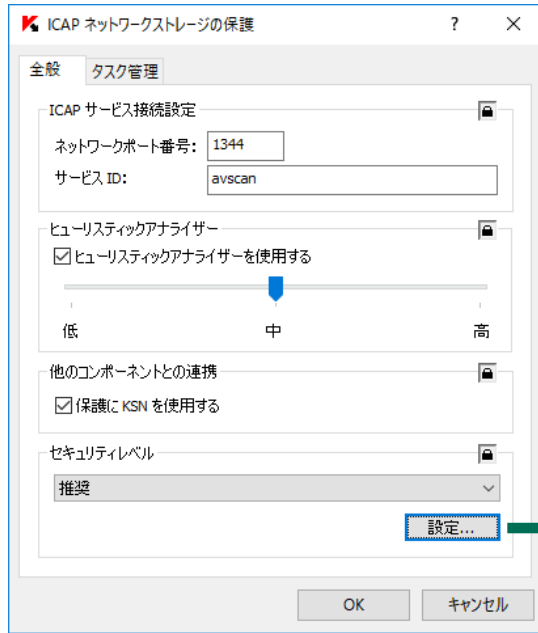 ICAP ネットワークストレージの保護
全般 タスク管理
ICAP サービス接続設定
ネットワークポート番号: 1344
サービス ID: avscan
ヒューリスティックアナライザー
ヒューリスティックアナライザーを使用する
低 中 高
他のコンポーネントとの連携
保護に KSN を使用する
セキュリティレベル
推奨
設定...
OK キャンセル